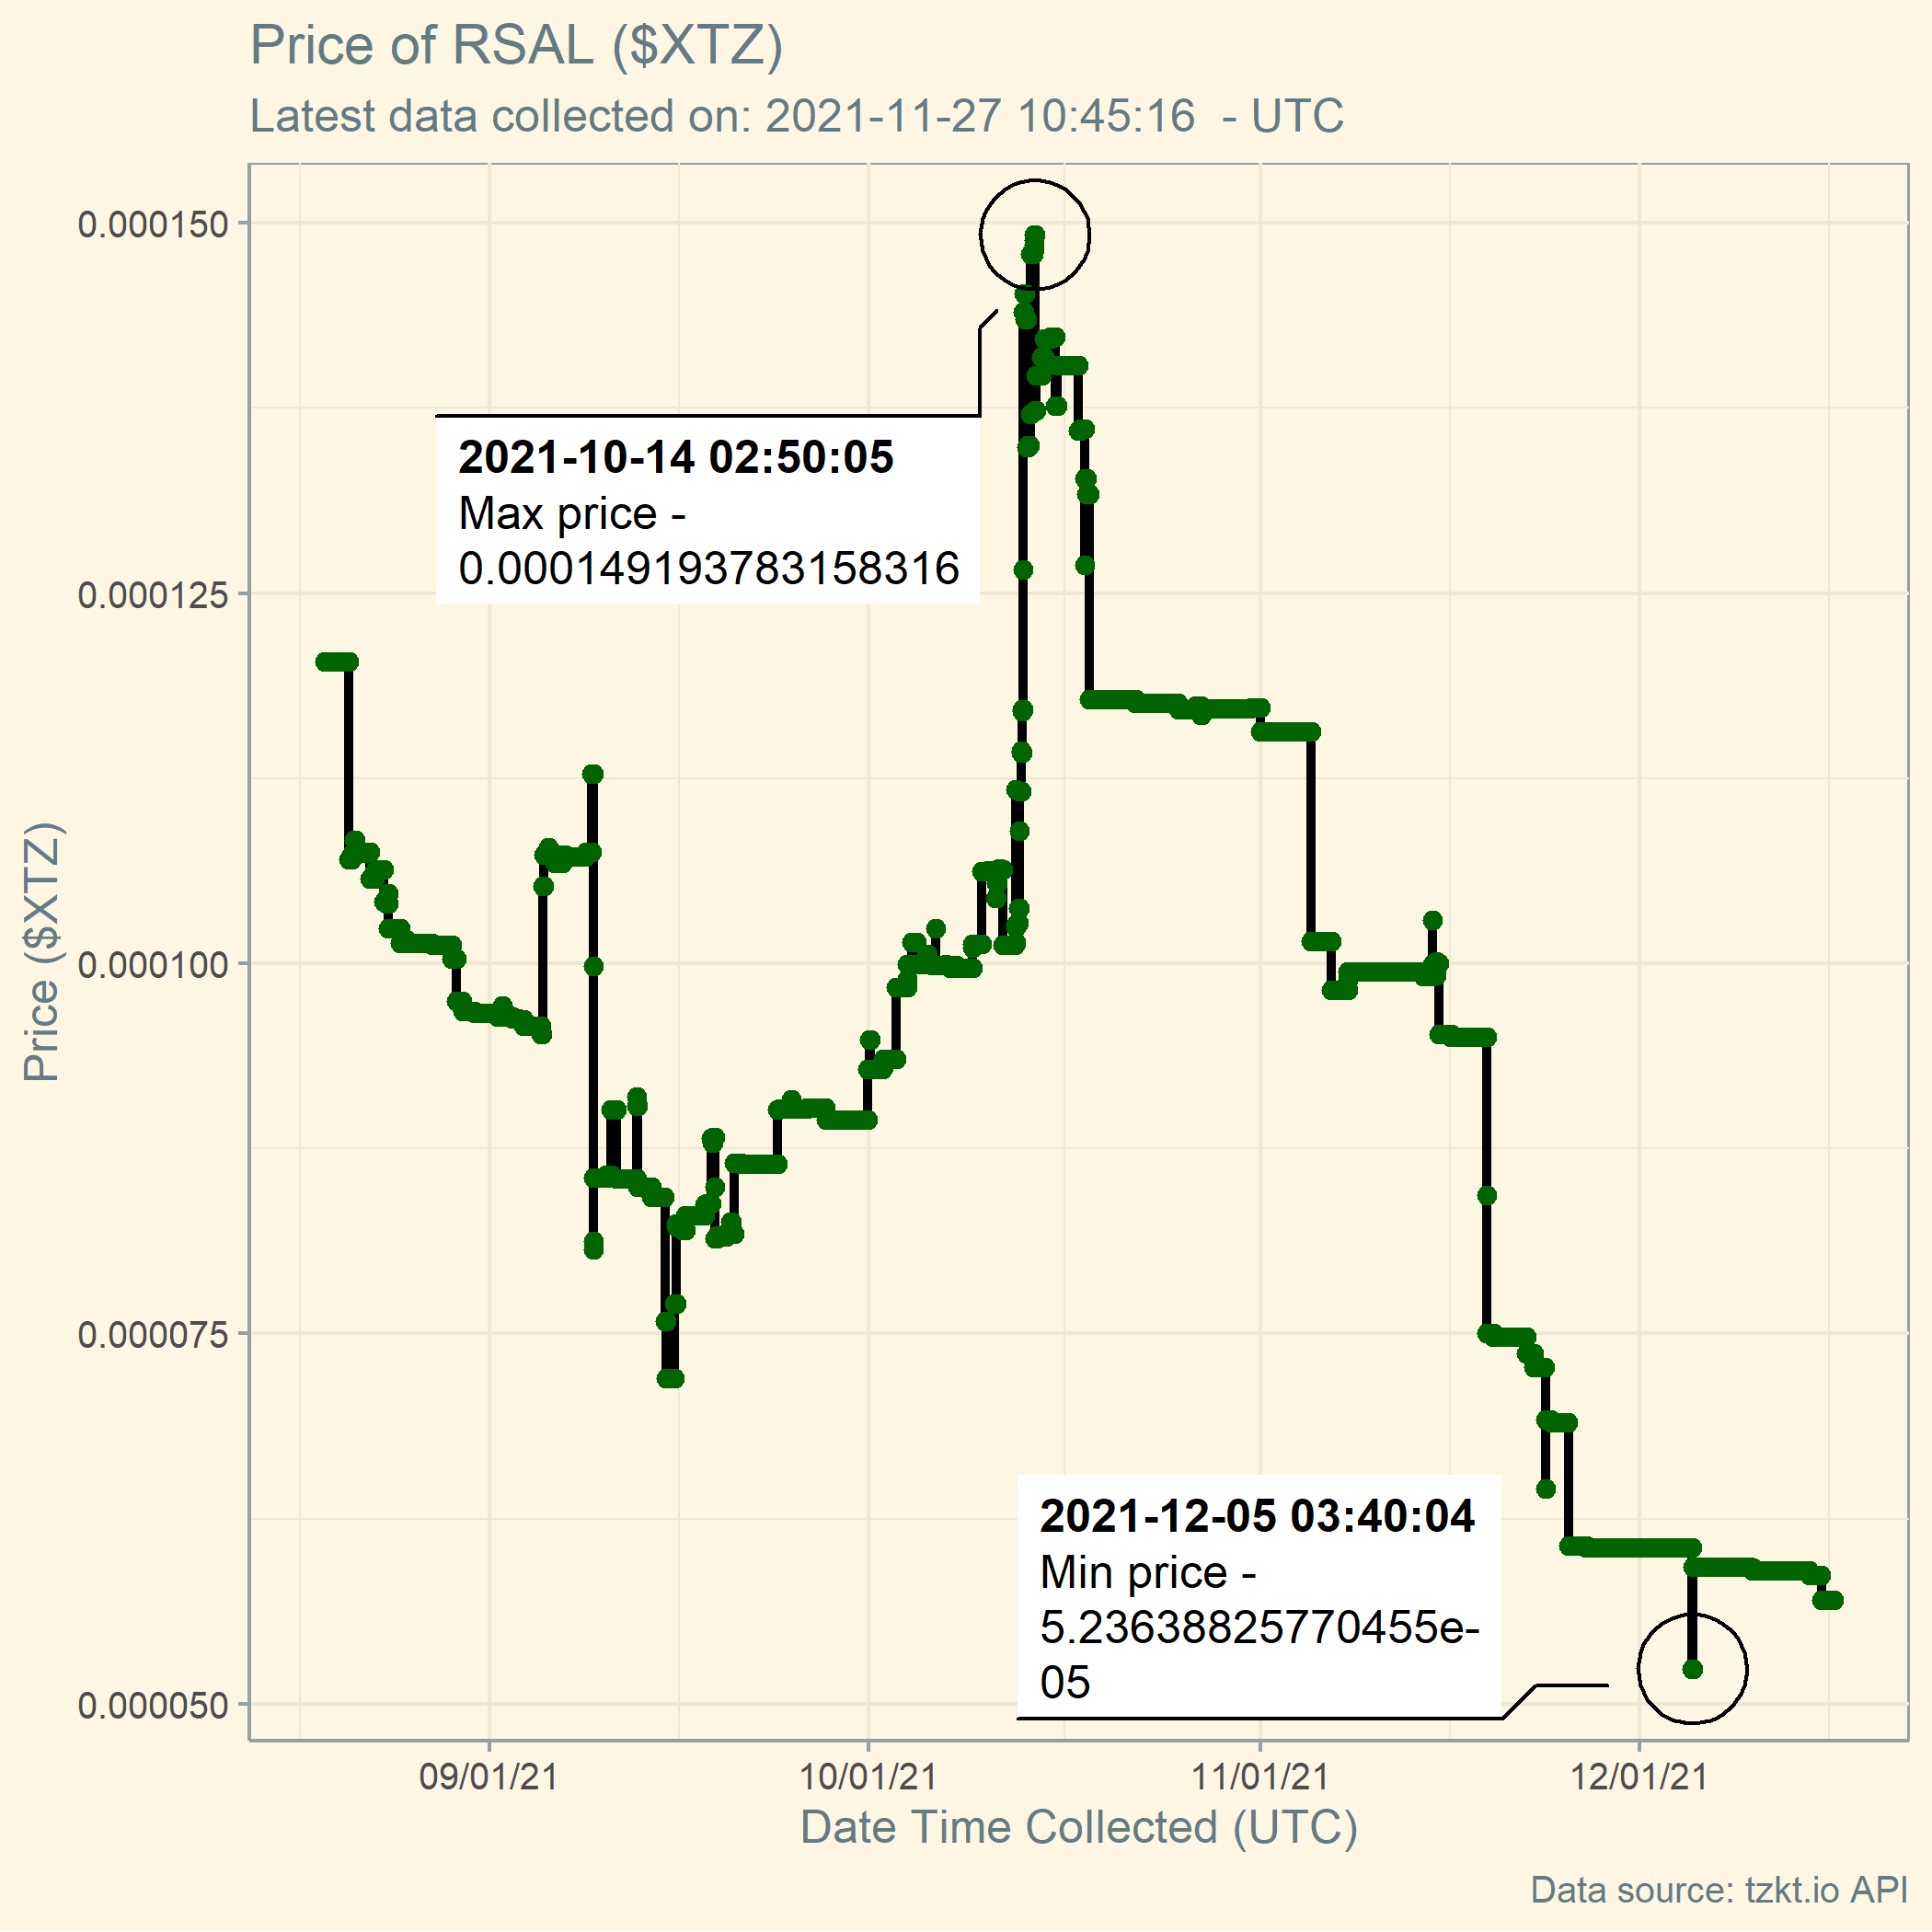 Price of RSAL ($XTZ)
Latest data collected on: 2021-11-27 10:45:16  - UTC
0.000150
0.000125
0.000100
0.000075
0.000050
Price ($XTZ)
2021-10-14 02:50:05
Max price -
0.000149193783158316
2021-12-05 03:40:04
Min price -
5.23638825770455e-
05
09/01/21
10/01/21
11/01/21
12/01/21
Date Time Collected (UTC)
Data source: tzkt.io API